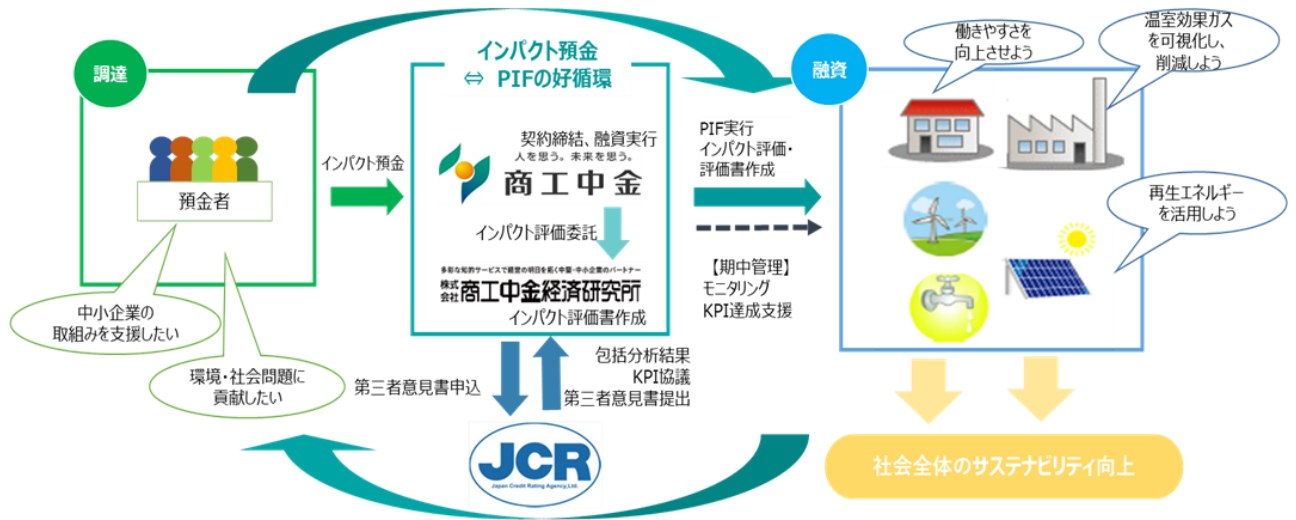 調達
預金者
中小企業の
取組みを支援したい
環境・社会問題に
貢献したい
インパクト預金
インパクト預金
⇔ PIFの好循環
契約締結、融資実行
人を思う。未来を思う。
商工中金
インパクト評価委託
多彩な知的サービスで経営の明日を拓く中堅・中小企業のパートナー
株式会社商工中金経済研究所
インパクト評価書作成
第三者意見書申込
包括分析結果
KPI協議
第三者意見書提出
JCR
Japan Credit Rating Agency,Ltd.
PIF実行
インパクト評価・
評価書作成
【期中管理】
モニタリング
KPI達成支援
融資
働きやすさを
向上させよう
温室効果ガス
を可視化し、
削減しよう
再生エネルギー
を活用しよう
社会全体のサステナビリティ向上